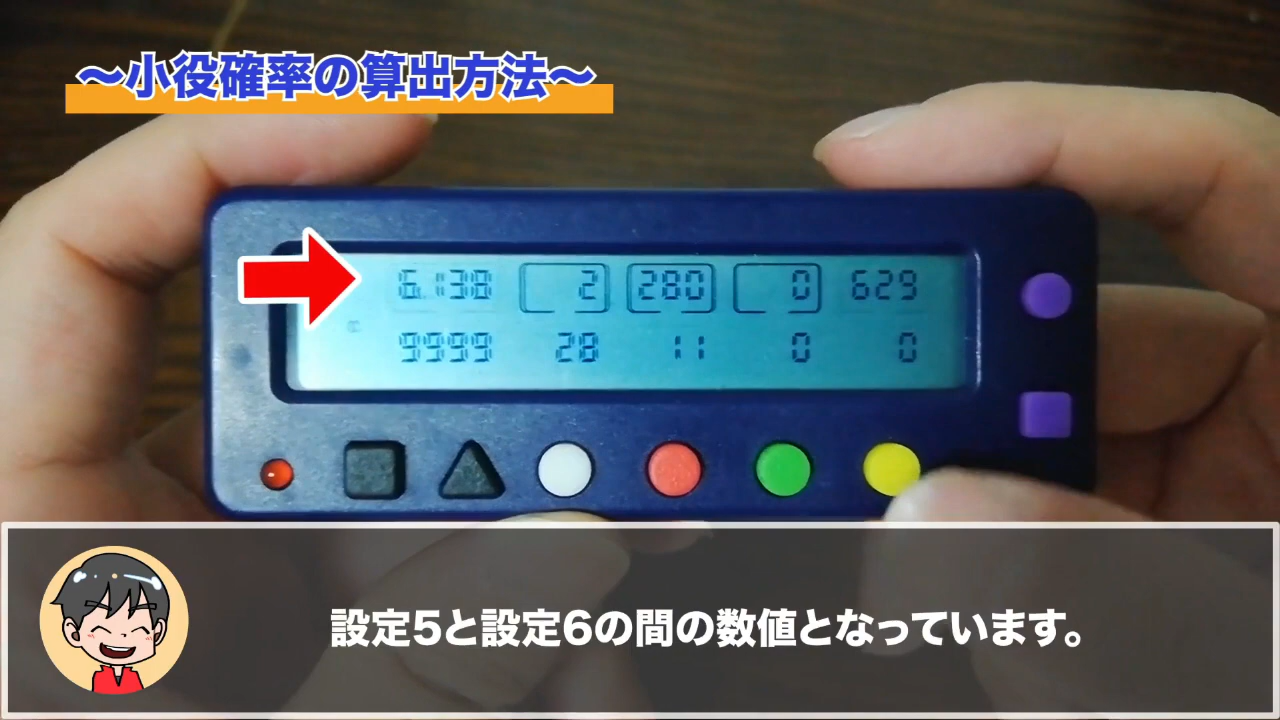 ～小役確率の算出方法～
6.138 2 280 0 629
9999 28 11 0 0
設定5と設定6の間の数値となっています。